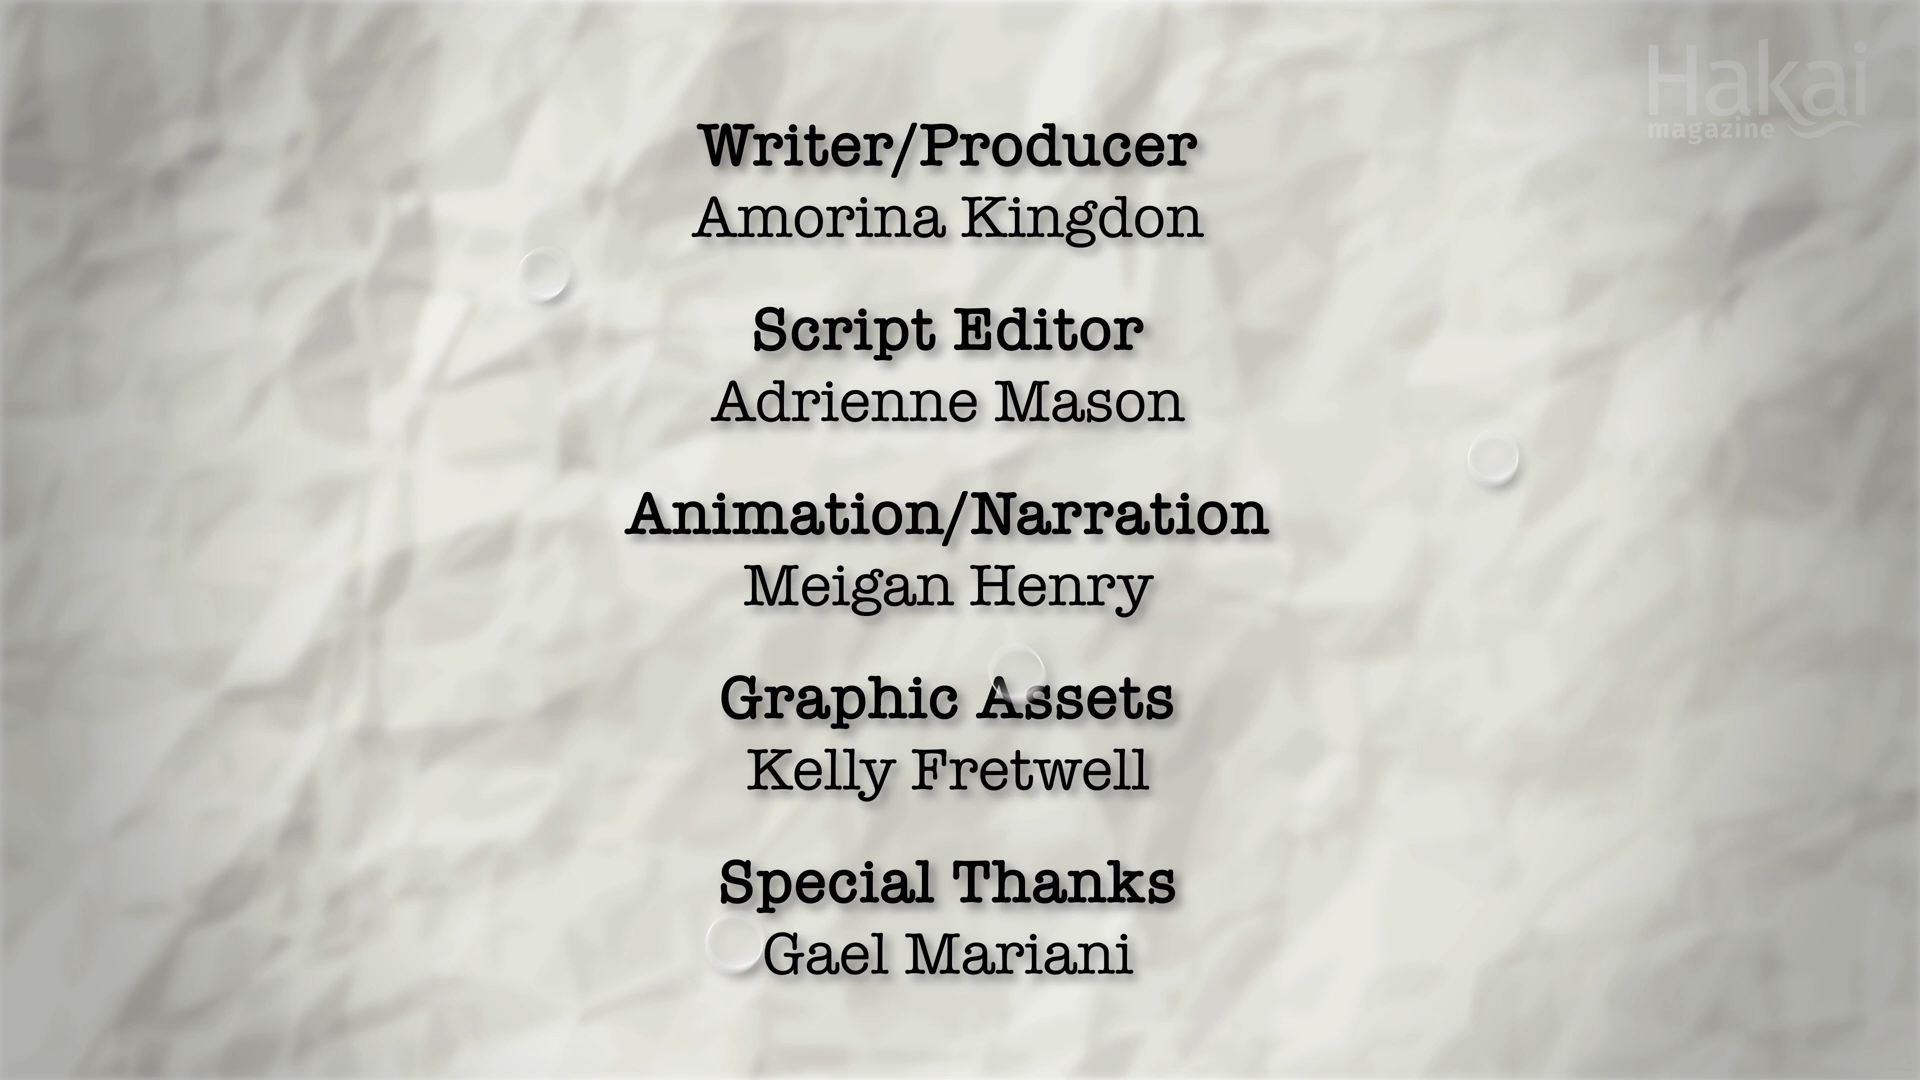 Hakai
magazine
Writer/Producer
Amorina Kingdon
Script Editor
Adrienne Mason
Animation/Narration
Meigan Henry
Graphic Assets
Kelly Fretwell
Special Thanks
Gael Mariani